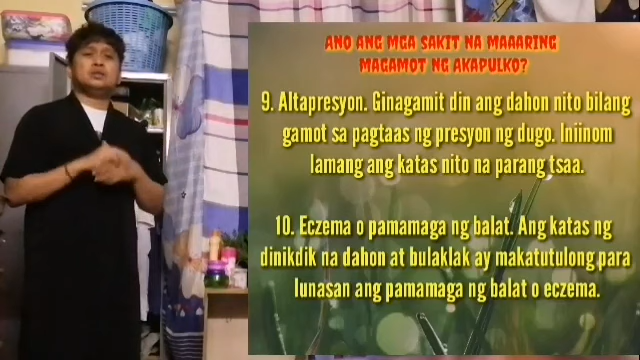 ANO ANG MGA SAKIT NA MAAARING
MAGAMOT NG AKAPULKO?
9. Altapresyon. Ginagamit din ang dahon nito bilang
gamot sa pagtaas ng presyon ng dugo. Iniinom
lamang ang katas nito na parang tsaa.
10. Eczema o pamamaga ng balat. Ang katas ng
dinikdik na dahon at bulaklak ay makatutulong para
lunasan ang pamamaga ng balat o eczema.